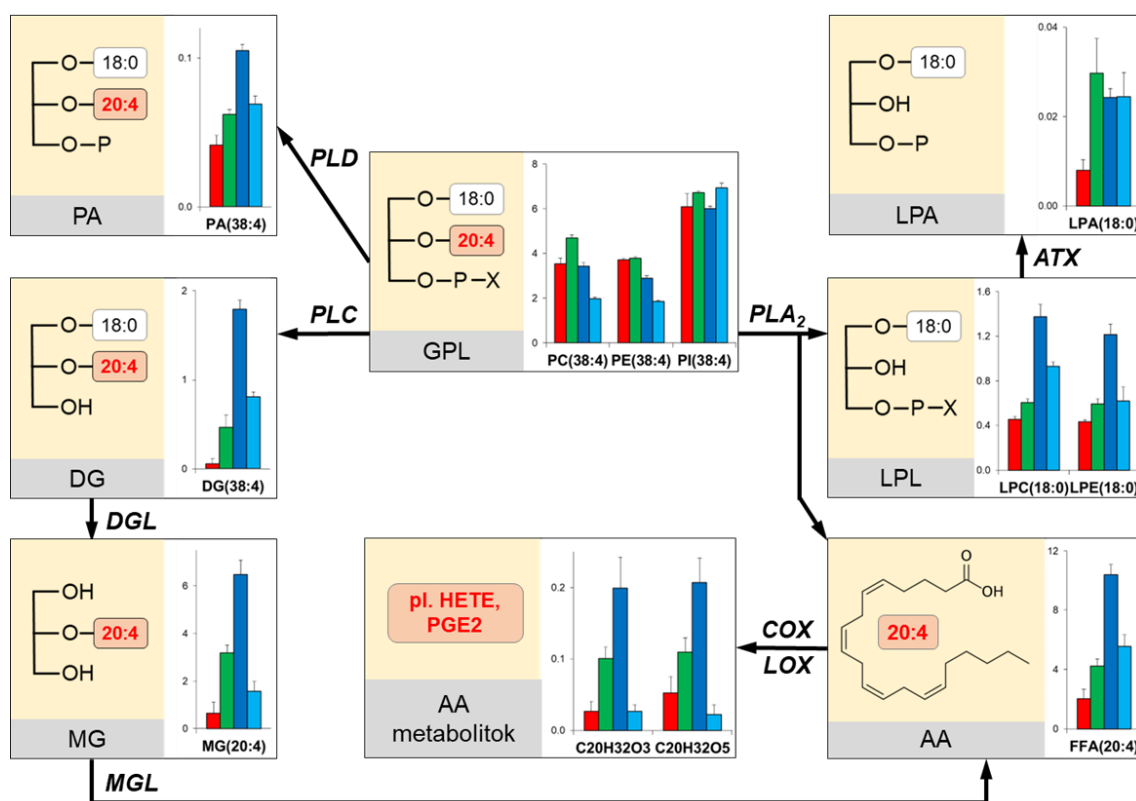 O 18:0
O 20:4
O P
PA
0.1
0.0
PA(38:4)
PLD
O 18:0
O 20:4
O P X
GPL
8
6
4
2
0
PC(38:4) PE(38:4) PI(38:4)
O 18:0
OH
O P
LPA
0.04
0.02
0.00
LPA(18:0)
PLC
PLA2
ATX
O 18:0
O 20:4
OH
DG
2
1
0
DG(38:4)
O 18:0
OH
O P X
LPL
1.6
1.2
0.8
0.4
0.0
LPC(18:0) LPE(18:0)
DGL
OH
O 20:4
OH
MG
6
4
2
0
MG(20:4)
MGL
pl. HETE,
PGE2
AA
metabolitok
0.2
0.1
0.0
C20H32O3 C20H32O5
COX
LOX
O
OH
20:4
AA
12
8
4
0
FFA(20:4)